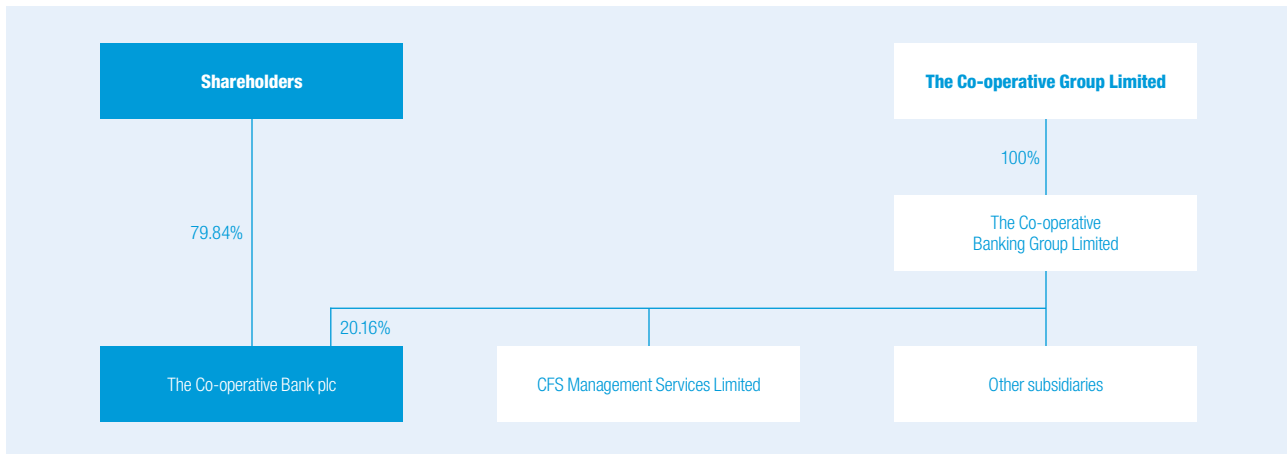 Shareholders
The Co-operative Group Limited
100%
The Co-operative
Banking Group Limited
79.84%
20.16%
The Co-operative Bank plc
CFS Management Services Limited
Other subsidiaries